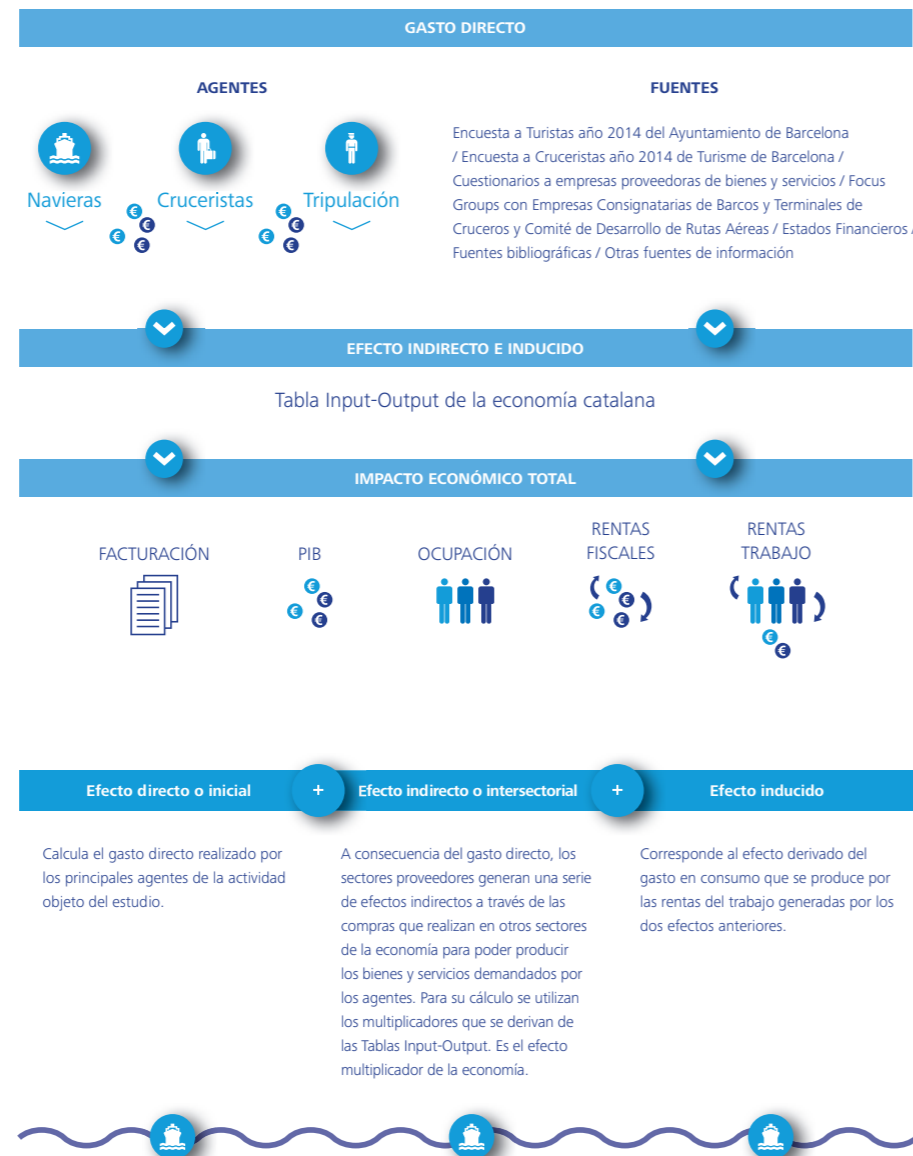 GASTO DIRECTO
AGENTES
Navieras
Cruceristas
Tripulación
FUENTES
Encuesta a Turistas año 2014 del Ayuntamiento de Barcelona
/ Encuesta a Cruceristas año 2014 de Turisme de Barcelona /
Cuestionarios a empresas proveedoras de bienes y servicios / Focus
Groups con Empresas Consignatarias de Barcos y Terminales de
Cruceros y Comité de Desarrollo de Rutas Aéreas / Estados Financieros /
Fuentes bibliográficas / Otras fuentes de información
EFECTO INDIRECTO E INDUCIDO
Tabla Input-Output de la economía catalana
IMPACTO ECONÓMICO TOTAL
FACTURACIÓN
PIB
OCUPACIÓN
RENTAS
FISCALES
RENTAS
TRABAJO
Efecto directo o inicial
+
Efecto indirecto o intersectorial
+
Efecto inducido
Calcula el gasto directo realizado por
los principales agentes de la actividad
objeto del estudio.
A consecuencia del gasto directo, los
sectores proveedores generan una serie
de efectos indirectos a través de las
compras que realizan en otros sectores
de la economía para poder producir
los bienes y servicios demandados por
los agentes. Para su cálculo se utilizan
los multiplicadores que se derivan de
las Tablas Input-Output. Es el efecto
multiplicador de la economía.
Corresponde al efecto derivado del
gasto en consumo que se produce por
las rentas del trabajo generadas por los
dos efectos anteriores.